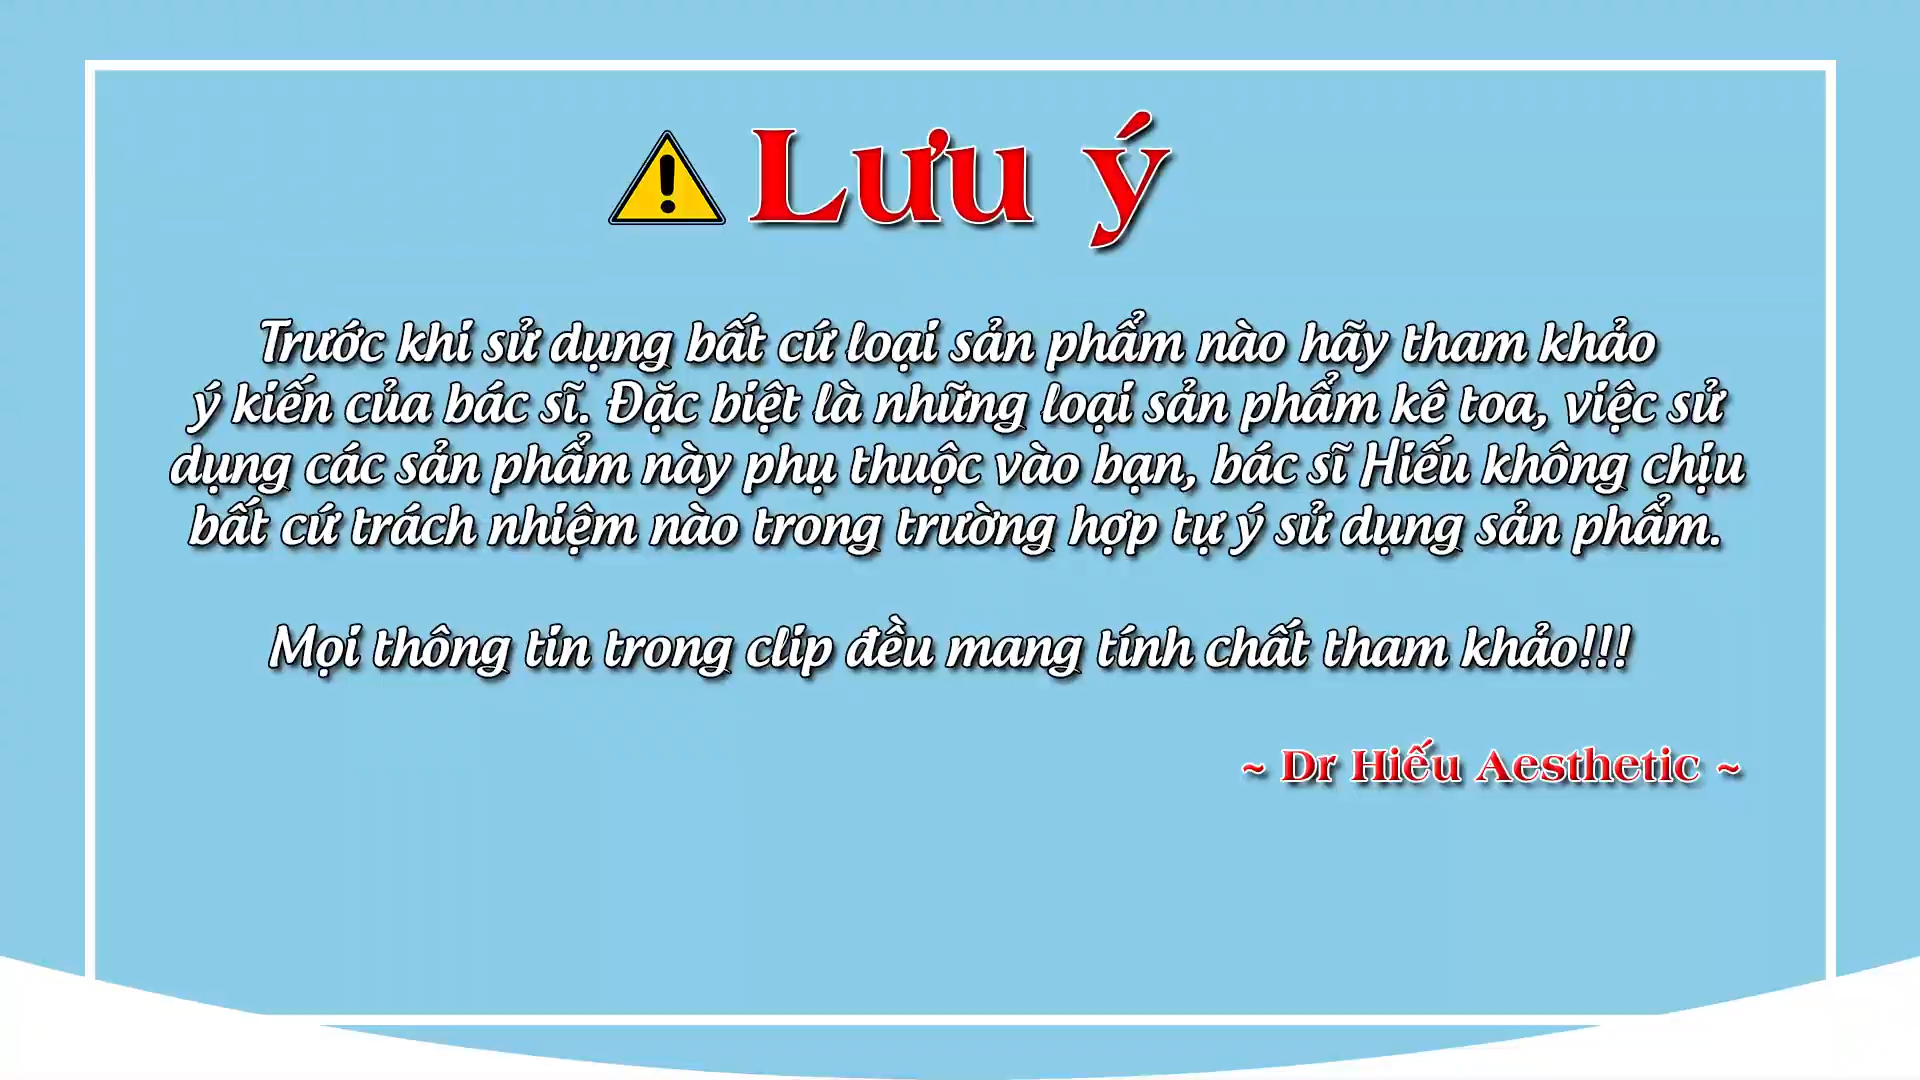 Lưu ý
Trước khi sử dụng bất cứ loại sản phẩm nào hãy tham khảo
ý kiến của bác sĩ. Đặc biệt là những loại sản phẩm kê toa, việc sử
dụng các sản phẩm này phụ thuộc vào bạn, bác sĩ Hiếu không chịu
bất cứ trách nhiệm nào trong trường hợp tự ý sử dụng sản phẩm.
Mọi thông tin trong clip đều mang tính chất tham khảo!!!
~ Dr Hiếu Aesthetic ~